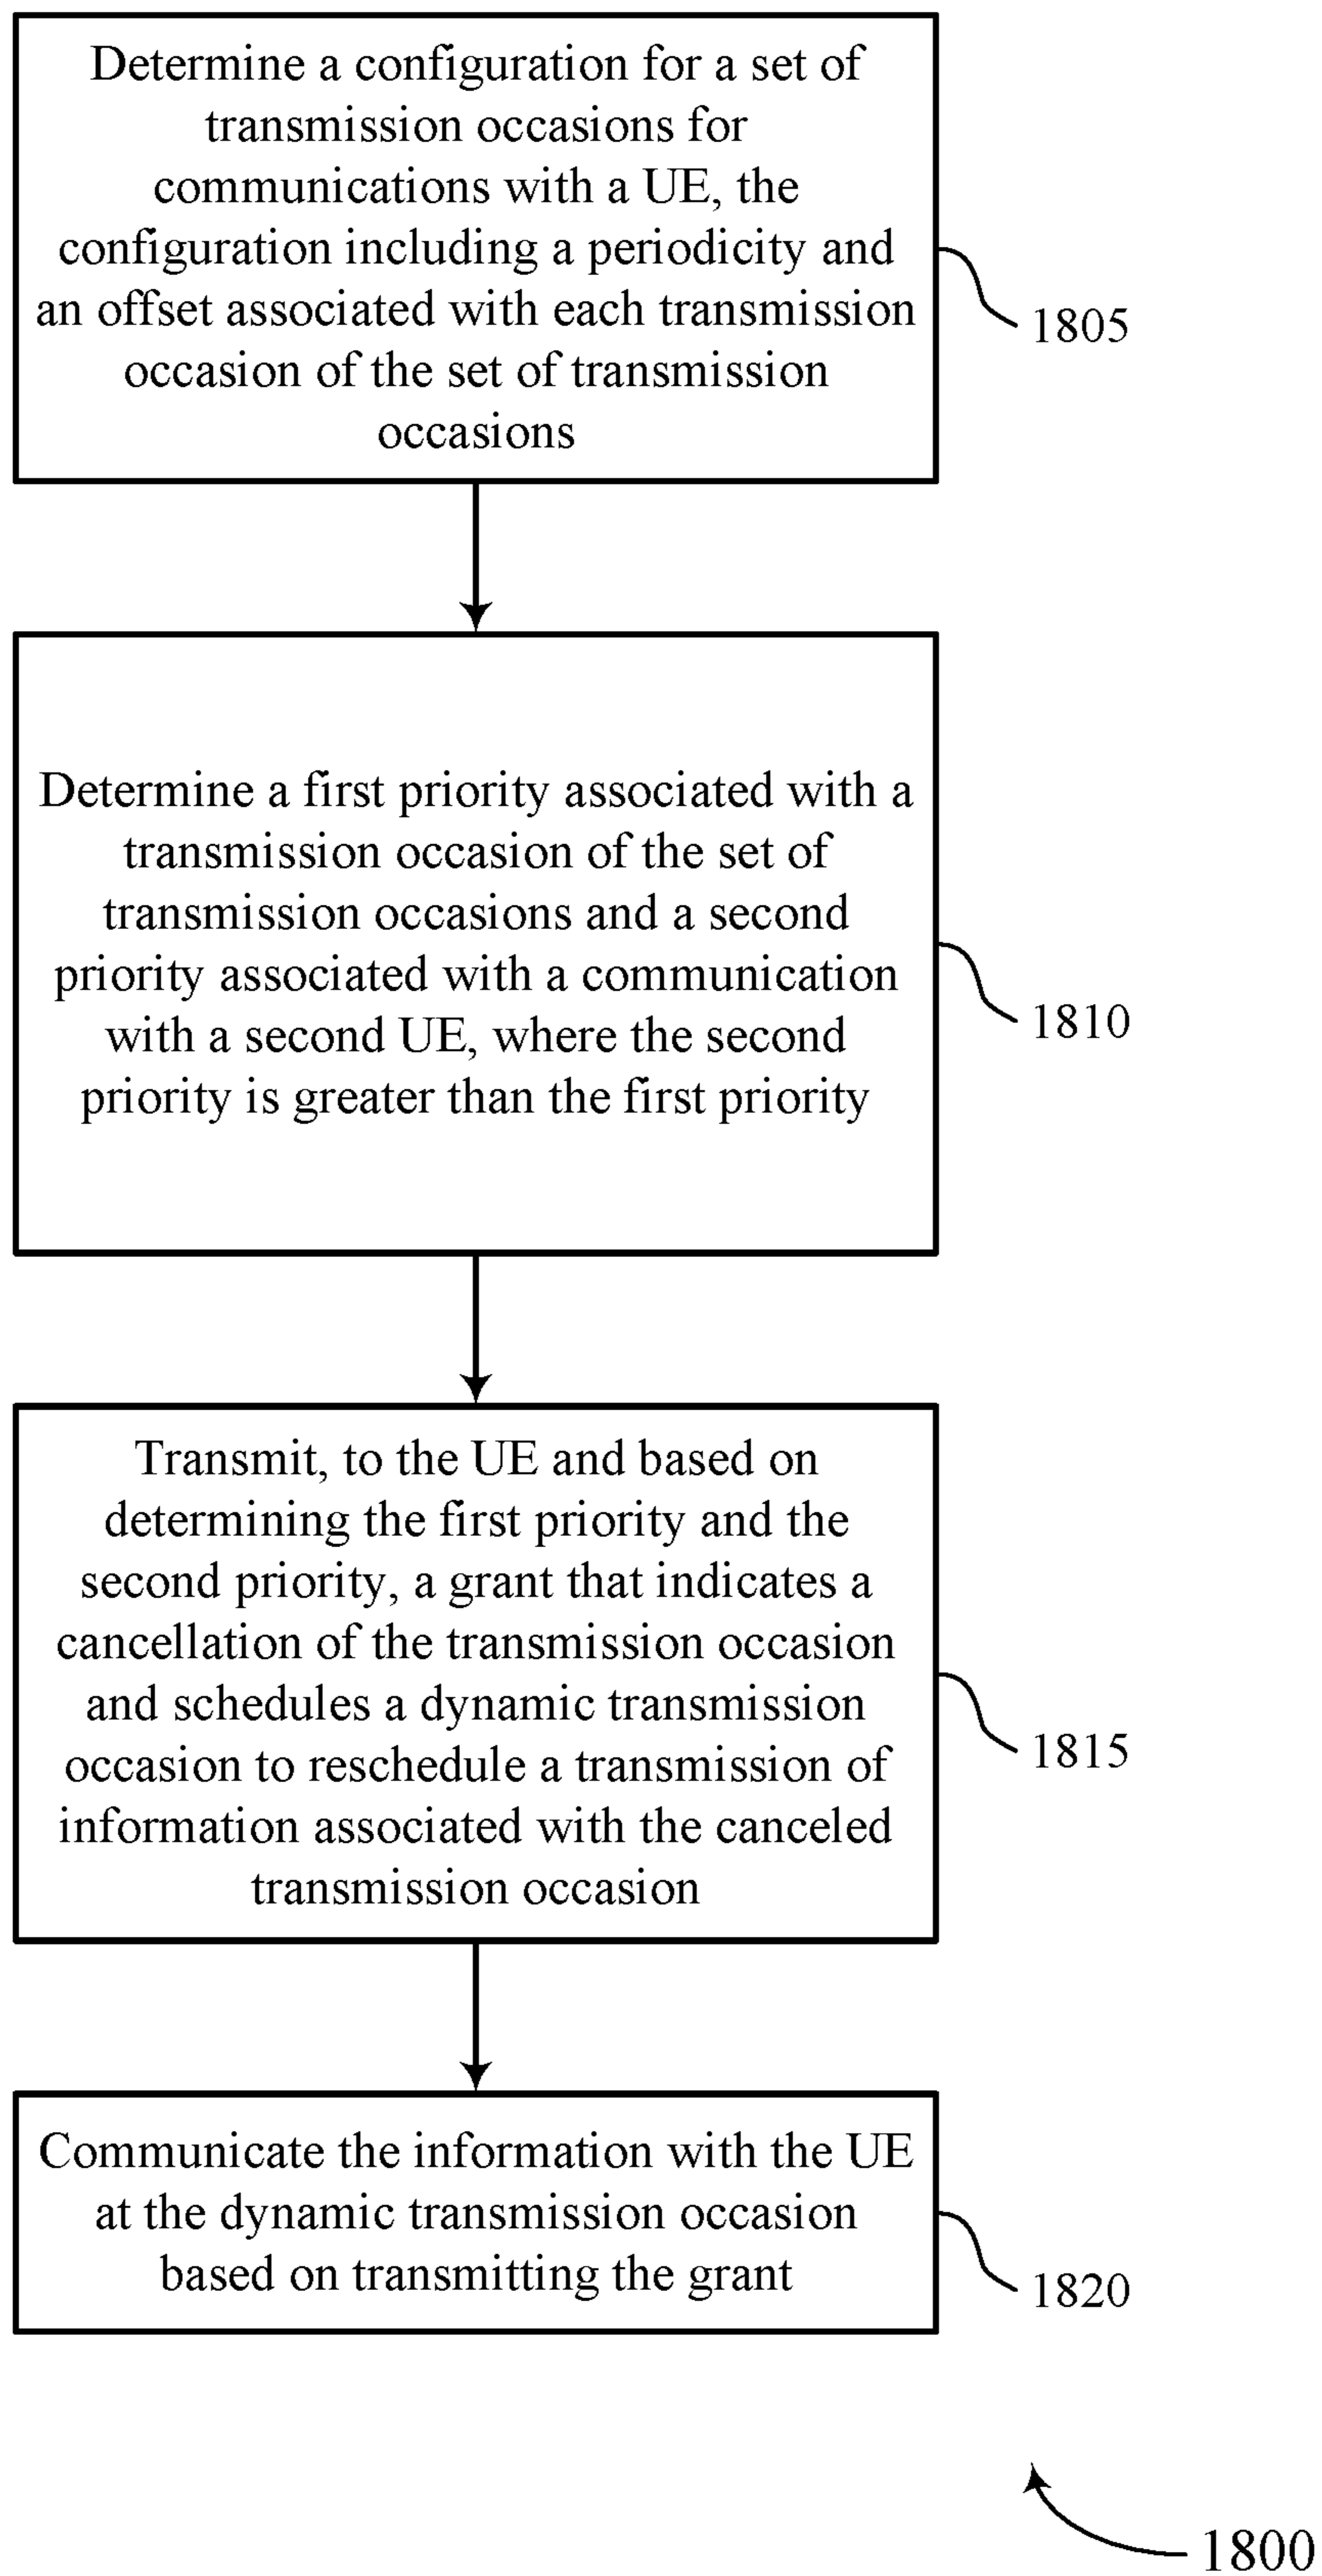 Determine a configuration for a set of
transmission occasions for
communications with a UE, the
configuration including a periodicity and
an offset associated with each transmission
occasion of the set of transmission
occasions
1805
Determine a first priority associated with a
transmission occasion of the set of
transmission occasions and a second
priority associated with a communication
with a second UE, where the second
priority is greater than the first priority
1810
Transmit, to the UE and based on
determining the first priority and the
second priority, a grant that indicates a
cancellation of the transmission occasion
and schedules a dynamic transmission
occasion to reschedule a transmission of
information associated with the canceled
transmission occasion
1815
Communicate the information with the UE
at the dynamic transmission occasion
based on transmitting the grant
1820
1800